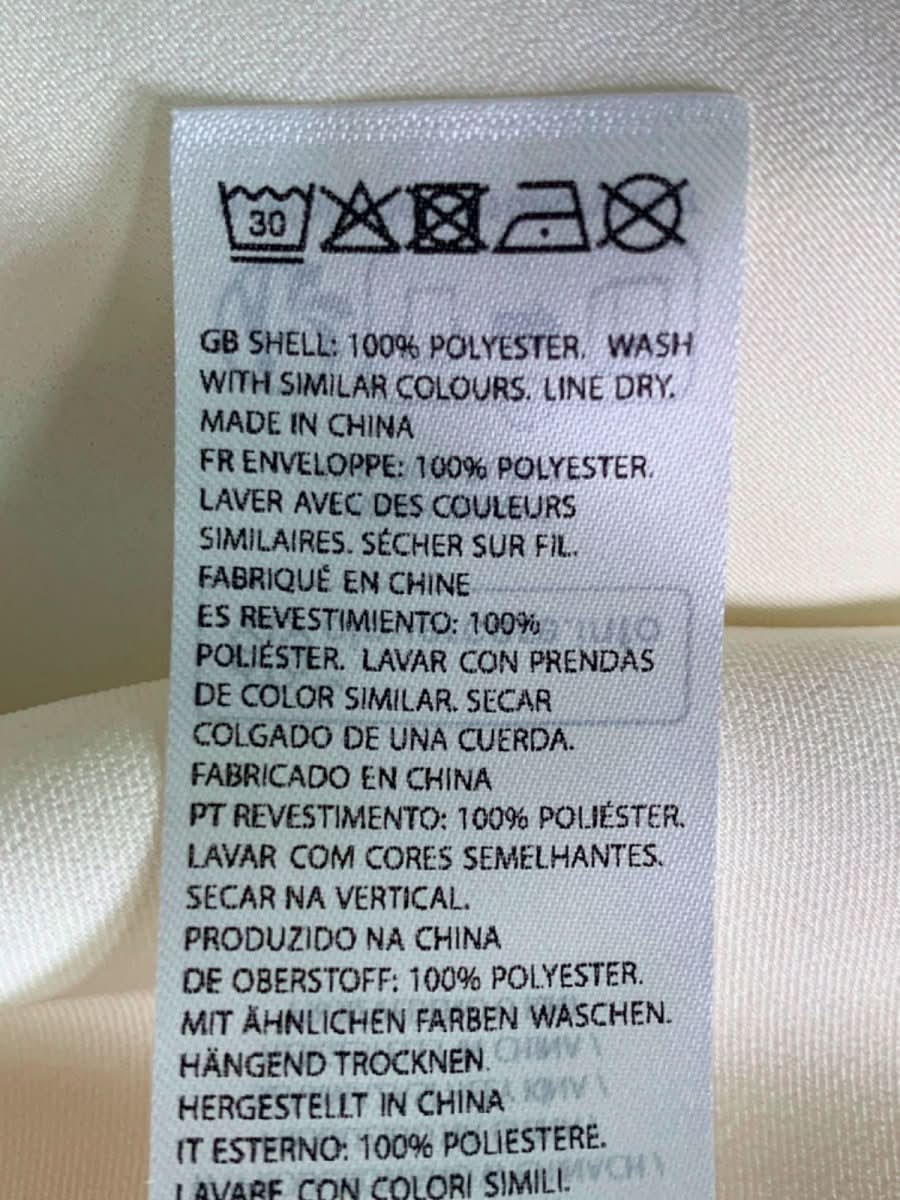 30
GB SHELL: 100% POLYESTER. WASH
WITH SIMILAR COLOURS. LINE DRY.
MADE IN CHINA
FR ENVELOPPE: 100% POLYESTER.
LAVER AVEC DES COULEURS
SIMILAIRES. SÉCHER SUR FIL.
FABRIQUÉ EN CHINE
ES REVESTIMIENTO: 100%
POLIÉSTER. LAVAR CON PRENDAS
DE COLOR SIMILAR. SECAR
COLGADO DE UNA CUERDA.
FABRICADO EN CHINA
PT REVESTIMENTO: 100% POLIÉSTER.
LAVAR COM CORES SEMELHANTES.
SECAR NA VERTICAL.
PRODUZIDO NA CHINA
DE OBERSTOFF: 100% POLYESTER.
MIT ÄHNLICHEN FARBEN WASCHEN.
HÄNGEND TROCKNEN.
HERGESTELLT IN CHINA
IT ESTERNO: 100% POLIESTERE.
LAVARE CON COLORI SIMILI.